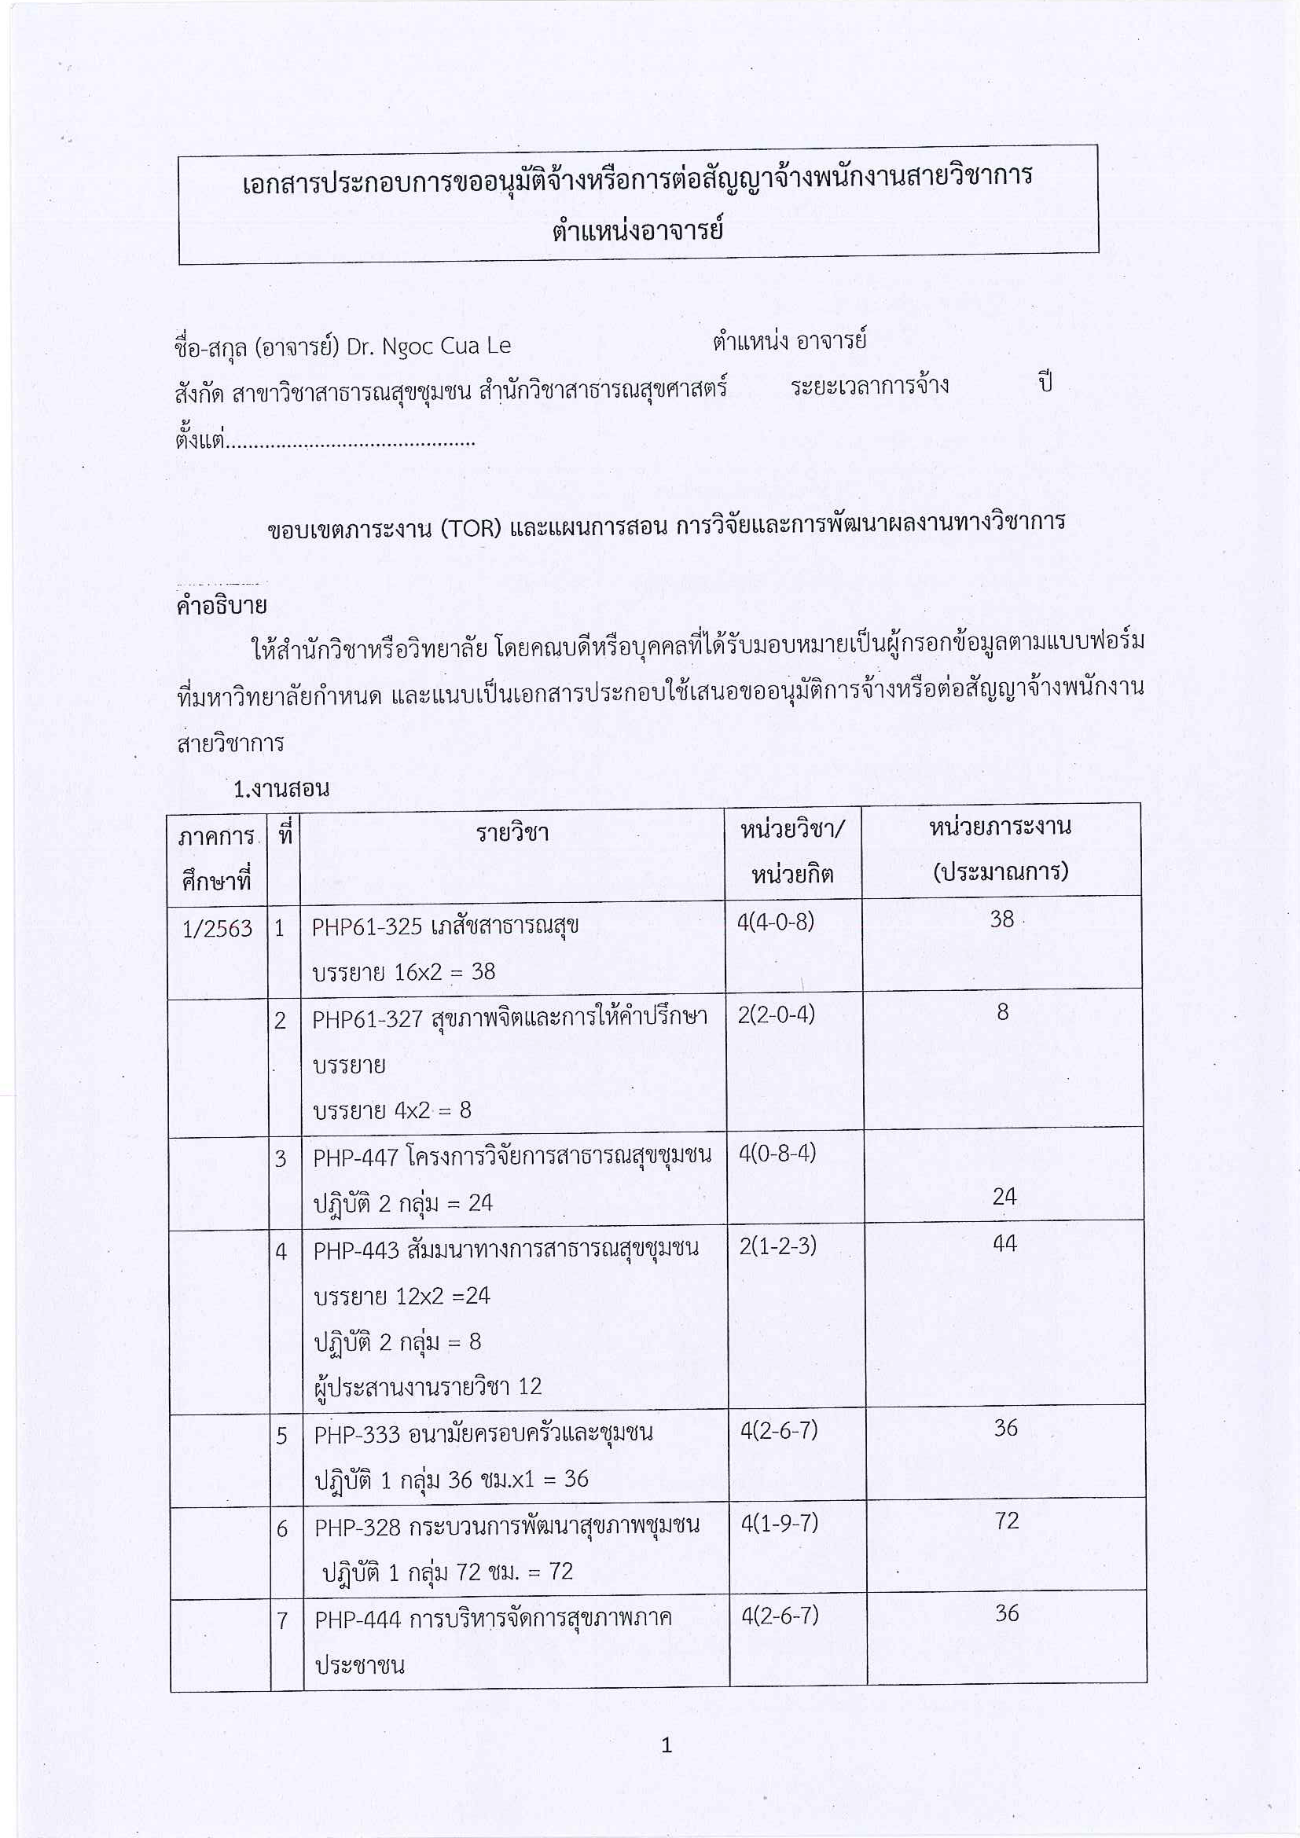 เอกสารประกอบการขออนุมัติจ้างหรือการต่อสัญญาจ้างพนักงานสายวิชาการ
ตำแหน่งอาจารย์
ชื่อ-สกุล (อาจารย์) Dr. Ngoc Cua Le ตำแหน่ง อาจารย์
สังกัด สาขาวิชาสาธารณสุขชุมชน สำนักวิชาสาธารณสุขศาสตร์ ระยะเวลาการจ้าง ปี
ตั้งแต่............................................
ขอบเขตภาระงาน (TOR) และแผนการสอน การวิจัยและการพัฒนาผลงานทางวิชาการ
คำอธิบาย
ให้สำนักวิชาหรือวิทยาลัย โดยคณบดีหรือบุคคลที่ได้รับมอบหมายเป็นผู้กรอกข้อมูลตามแบบฟอร์ม
ที่มหาวิทยาลัยกำหนด และแนบเป็นเอกสารประกอบใช้เสนอขออนุมัติการจ้างหรือต่อสัญญาจ้างพนักงาน
สายวิชาการ
1.งานสอน
ภาคการ ที่ รายวิชา หน่วยวิชา/ หน่วยภาระงาน
ศึกษาที่ หน่วยกิต (ประมาณการ)
1/2563 1 PHP61-325 เภสัชสาธารณสุข 4(4-0-8) 38
บรรยาย 16x2 = 38
2 PHP61-327 สุขภาพจิตและการให้คำปรึกษา 2(2-0-4) 8
บรรยาย
บรรยาย 4x2 = 8
3 PHP-447 โครงการวิจัยการสาธารณสุขชุมชน 4(0-8-4)
ปฎิบัติ 2 กลุ่ม = 24 24
4 PHP-443 สัมมนาทางการสาธารณสุขชุมชน 2(1-2-3) 44
บรรยาย 12x2 =24
ปฏิบัติ 2 กลุ่ม = 8
ผู้ประสานงานรายวิชา 12
5 PHP-333 อนามัยครอบครัวและชุมชน 4(2-6-7) 36
ปฎิบัติ 1 กลุ่ม 36 ชม.x1 = 36
6 PHP-328 กระบวนการพัฒนาสุขภาพชุมชน 4(1-9-7) 72
ปฎิบัติ 1 กลุ่ม 72 ชม. = 72
7 PHP-444 การบริหารจัดการสุขภาพภาค 4(2-6-7) 36
ประชาชน
1